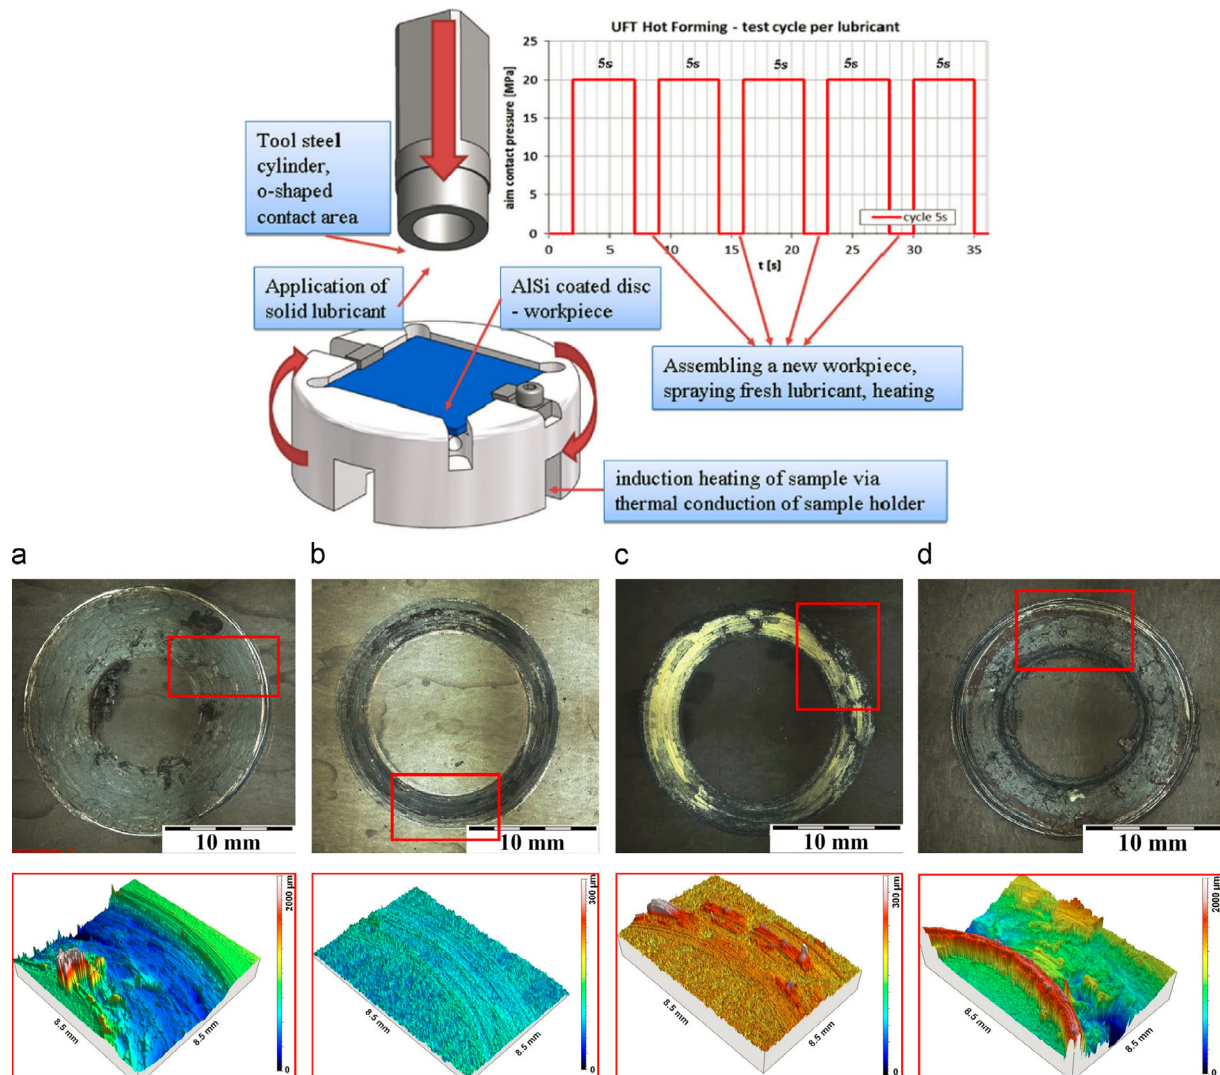 UFT Hot Forming - test cycle per lubricant
aim contact pressure [MPa]
25
20
15
10
5
0
5s
5s
5s
5s
5s
cycle 5s
0
5
10
15
20
25
30
35
t [s]
Tool steel
cylinder,
o-shaped
contact area
Application of
solid lubricant
AlSi coated disc
- workpiece
Assembling a new workpiece,
spraying fresh lubricant, heating
induction heating of sample via
thermal conduction of sample holder
a
b
c
d
10 mm
10 mm
10 mm
10 mm
2000 µm
0
8.5 mm
8.5 mm
300 µm
0
8.5 mm
8.5 mm
300 µm
0
8.5 mm
8.5 mm
2000 µm
0
8.5 mm
8.5 mm